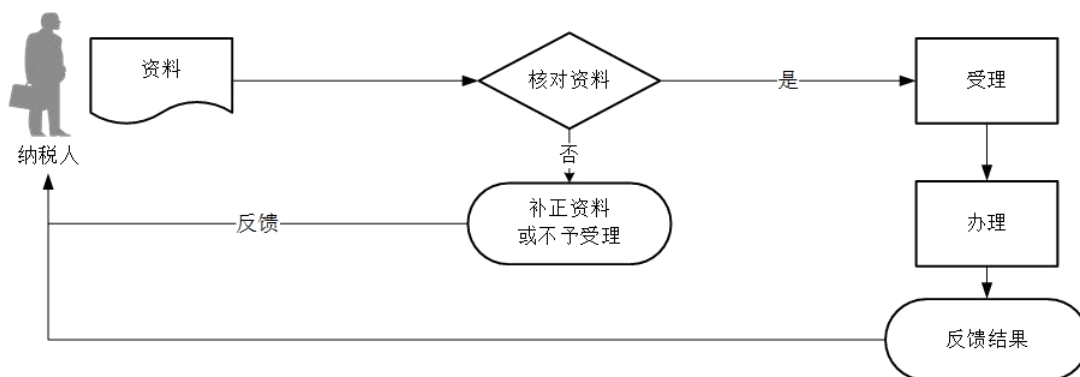 资料
核对资料
是
受理
纳税人
否
补正资料
或不予受理
反馈
办理
反馈结果